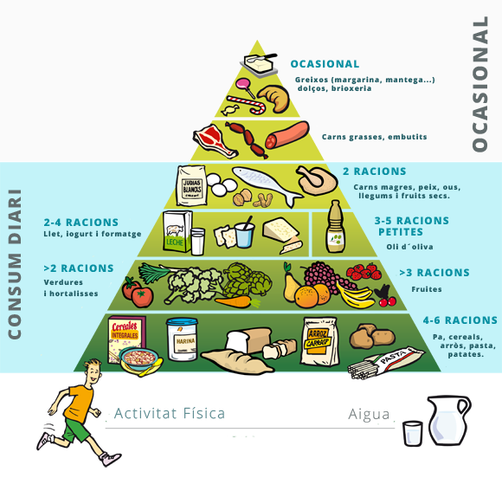 OCASIONAL
OCASIONAL
Greixos (margarina, mantega...)
dolços, brioxeria
Carns grasses, embutits
CONSUM DIARI
2 RACIONS
Carns magres, peix, ous,
llegums i fruits secs.
JUDIAS
BLANCAS
2-4 RACIONS
Llet, iogurt i formatge
LECHE
3-5 RACIONS
PETITES
Oli d´oliva
>2 RACIONS
Verdures
i hortalisses
>3 RACIONS
Fruites
4-6 RACIONS
Pa, cereals,
arròs, pasta,
patates.
Cereales
INTEGRALES
HARINA
ARROZ
PASTA
Activitat Física
Aigua